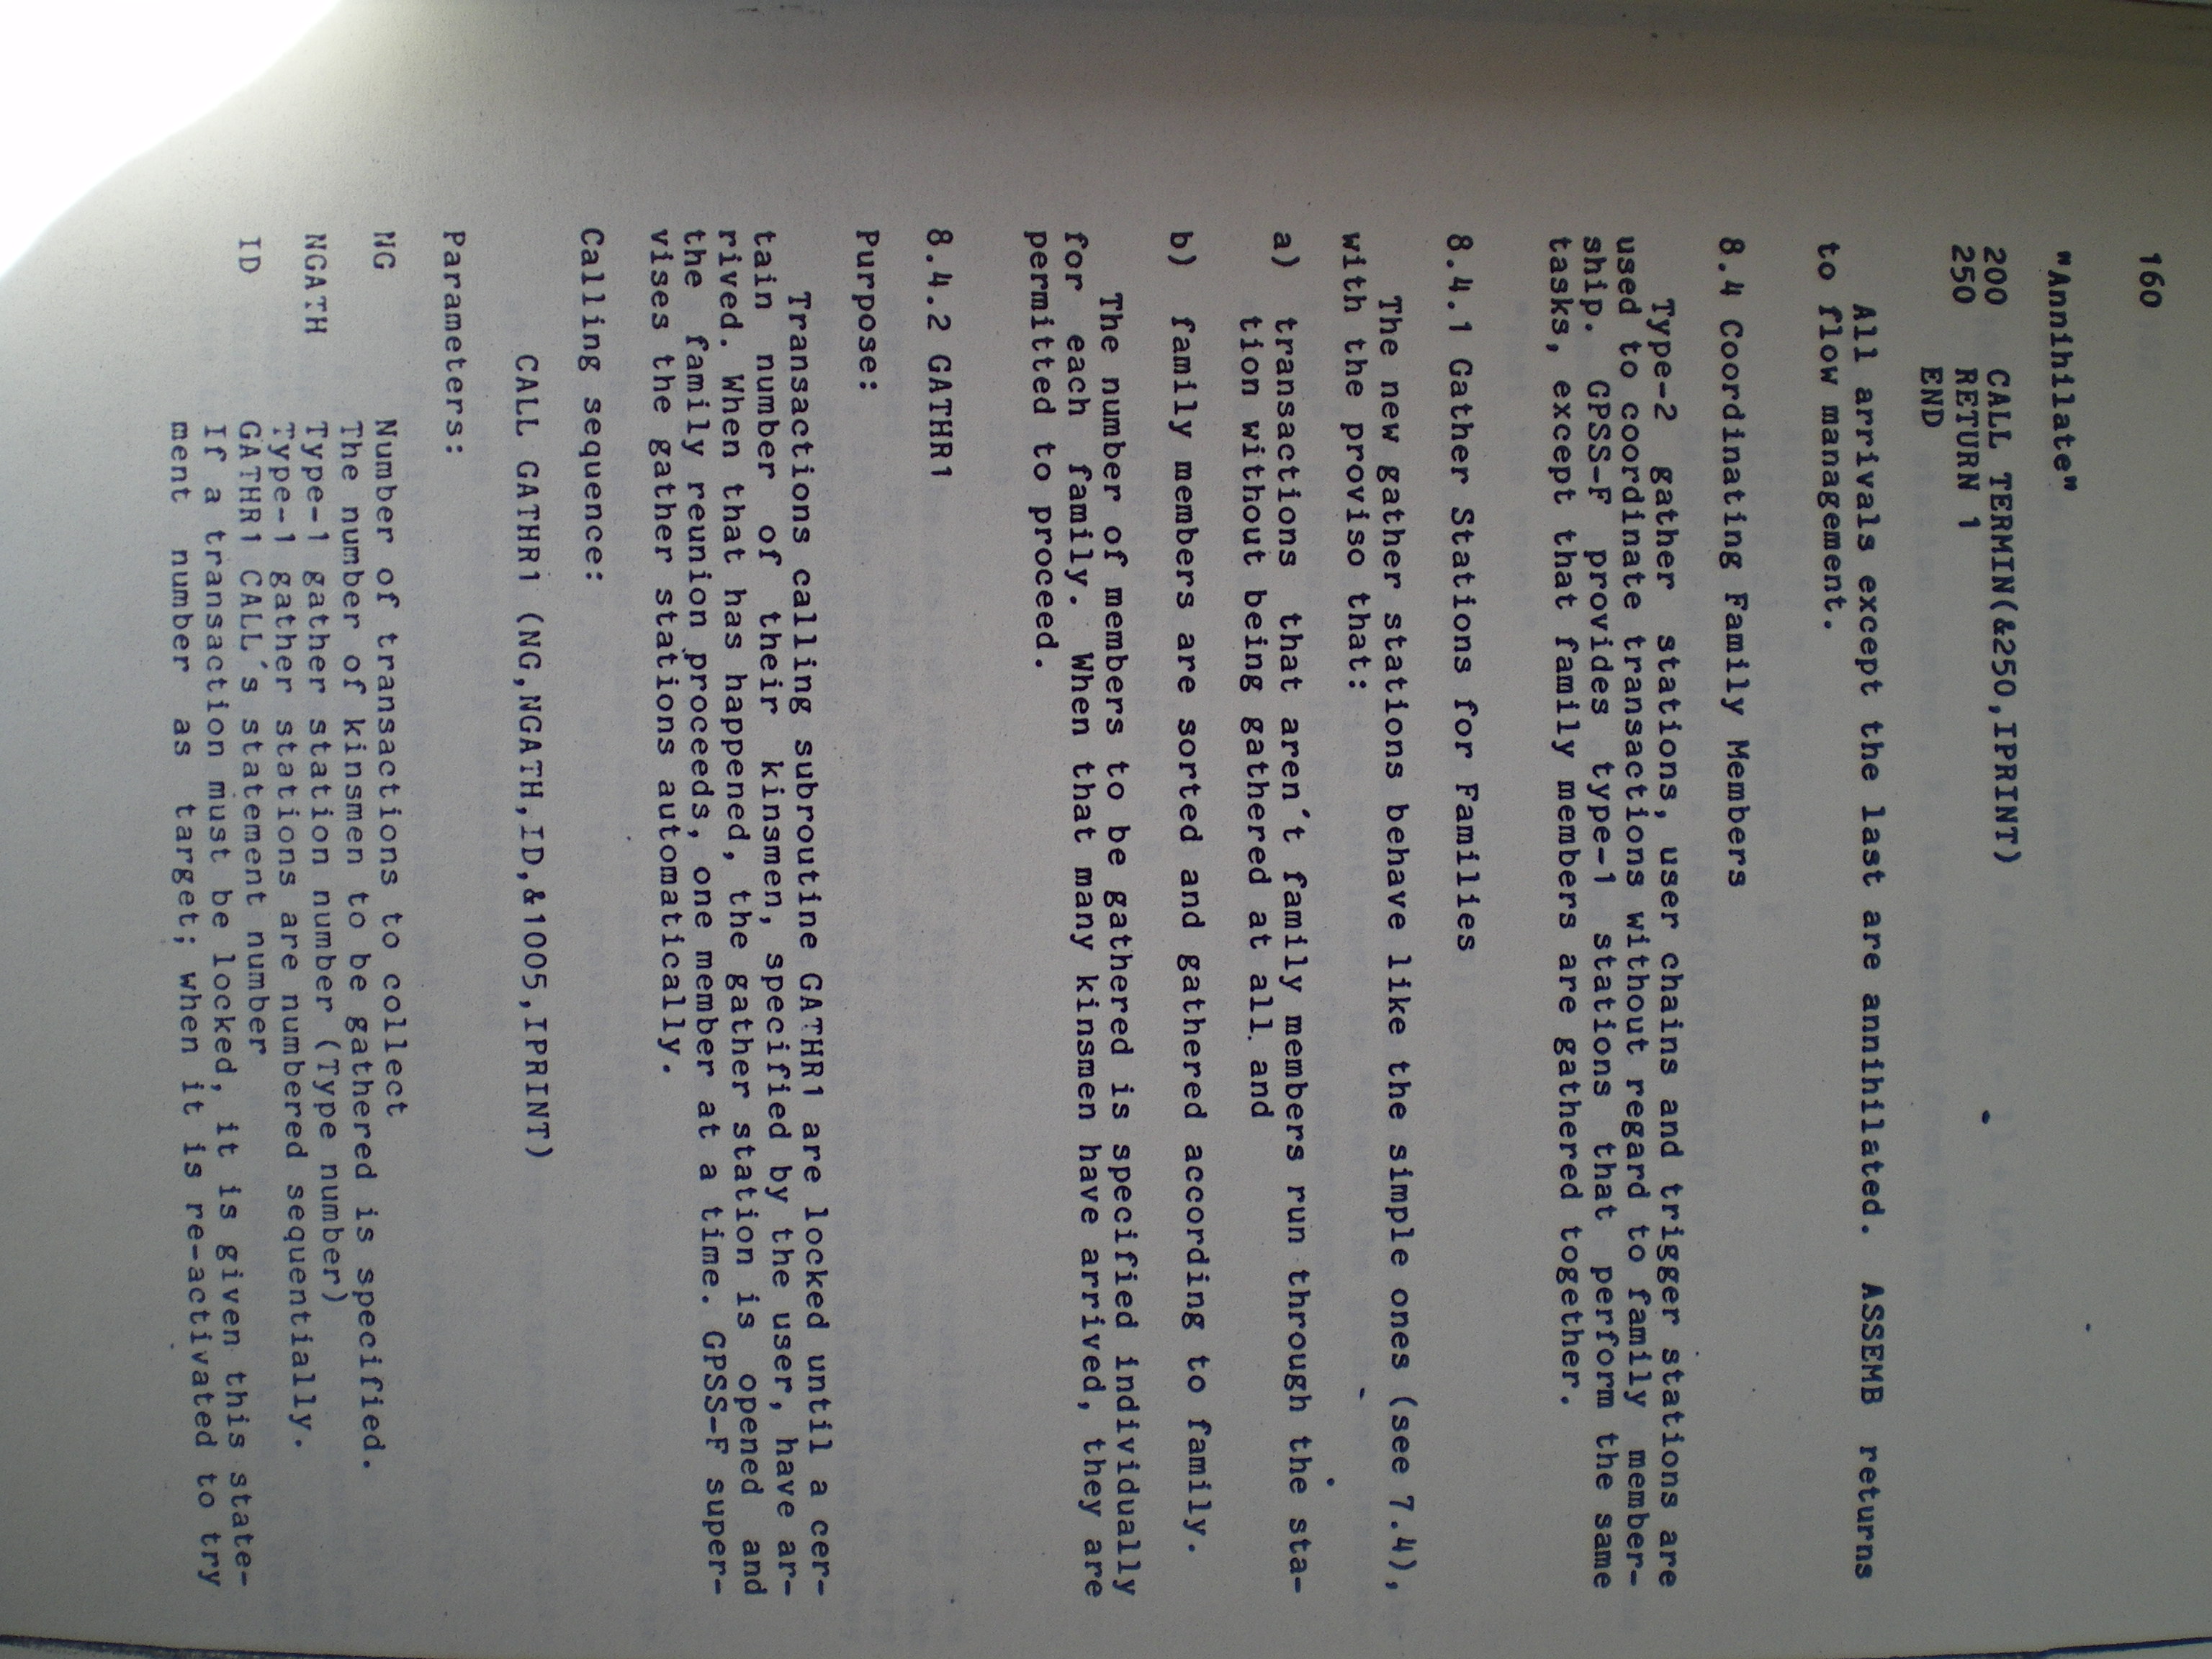 160
"Annihilate"
200 CALL TERMIN(&250,IPRINT)
250 RETURN 1
END
All arrivals except the last are annihilated. ASSEMB returns
to flow management.
8.4 Coordinating Family Members
Type-2 gather stations, user chains and trigger stations are
used to coordinate transactions without regard to family member-
ship. GPSS-F provides type-1 stations that perform the same
tasks, except that family members are gathered together.
8.4.1 Gather Stations for Families
The new gather stations behave like the simple ones (see 7.4),
with the proviso that:
a) transactions that aren't family members run through the sta-
tion without being gathered at all and
b) family members are sorted and gathered according to family.
The number of members to be gathered is specified individually
for each family. When that many kinsmen have arrived, they are
permitted to proceed.
8.4.2 GATHR1
Purpose:
Transactions calling subroutine GATHR1 are locked until a cer-
tain number of their kinsmen, specified by the user, have ar-
rived. When that has happened, the gather station is opened and
the family reunion proceeds, one member at a time. GPSS-F super-
vises the gather stations automatically.
Calling sequence:
CALL GATHR1 (NG,NGATH,ID,&1005,IPRINT)
Parameters:
NG Number of transactions to collect
The number of kinsmen to be gathered is specified.
NGATH Type-1 gather station number (Type number)
Type-1 gather stations are numbered sequentially.
ID GATHR1 CALL's statement number
If a transaction must be locked, it is given this state-
ment number as target; when it is re-activated to try